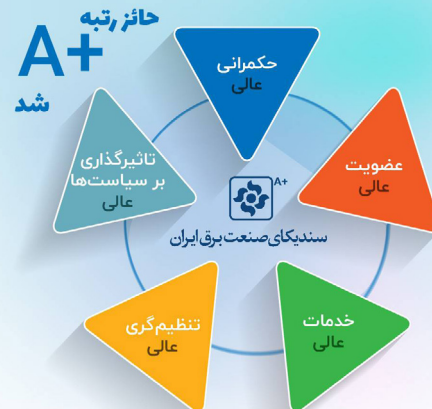 حائز رتبه
A+
شد
حکمرانی
عالی
عضویت
عالی
خدمات
عالی
تنظیم‌گری
عالی
تاثیرگذاری
بر سیاست‌ها
عالی
A+
سندیکای صنعت برق ایران